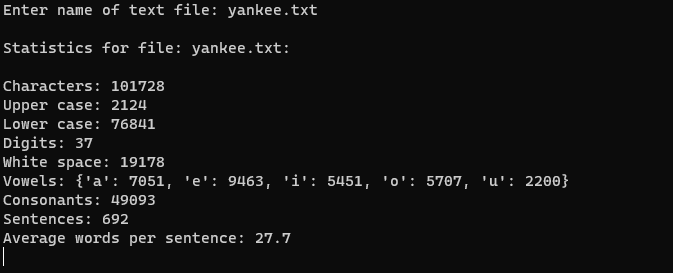 Enter name of text file: yankee.txt
Statistics for file: yankee.txt:
Characters: 101728
Upper case: 2124
Lower case: 76841
Digits: 37
White space: 19178
Vowels: {'a': 7051, 'e': 9463, 'i': 5451, 'o': 5707, 'u': 2200}
Consonants: 49093
Sentences: 692
Average words per sentence: 27.7